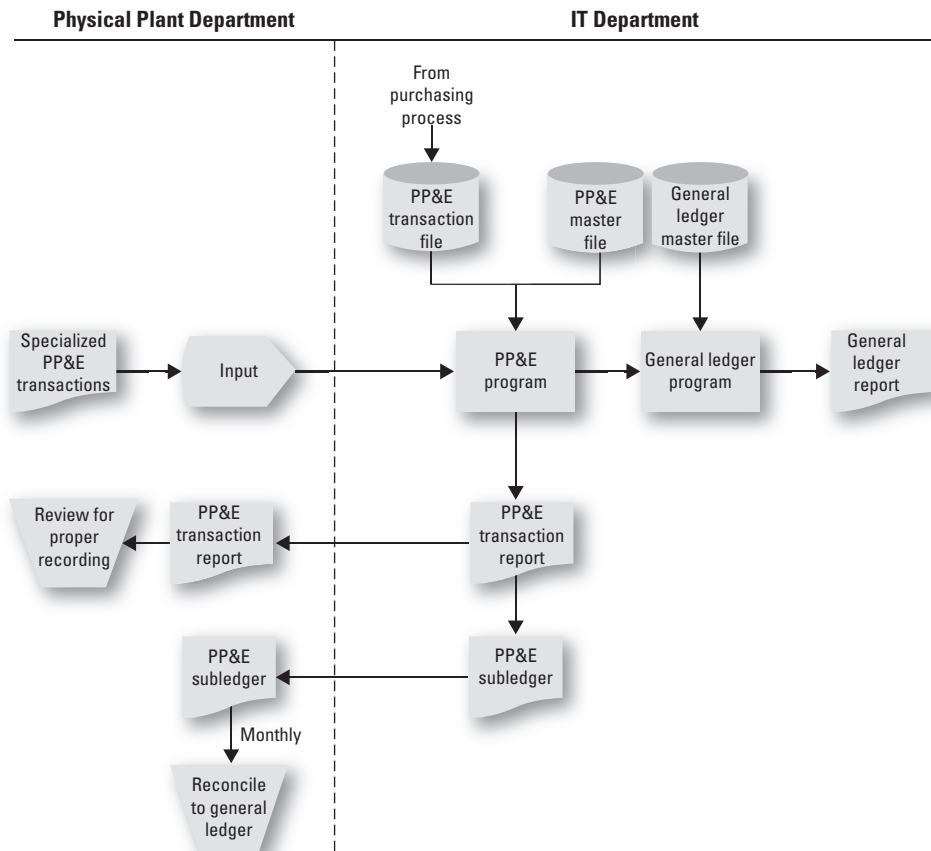 Physical Plant Department
IT Department
From
purchasing
process
PP&E
transaction
file
PP&E
master
file
General
ledger
master file
Specialized
PP&E
transactions
Input
PP&E
program
General ledger
program
General
ledger
report
Review for
proper
recording
PP&E
transaction
report
PP&E
transaction
report
PP&E
subledger
PP&E
subledger
Monthly
Reconcile
to general
ledger